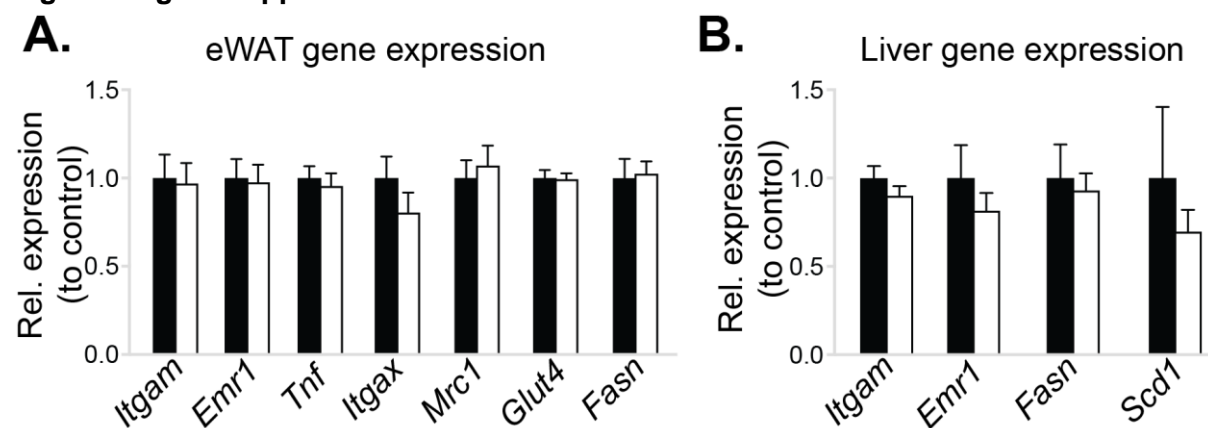 A.
eWAT gene expression
Rel. expression
(to control)
1.5
1.0
0.5
0.0
Itgam
Emr1
Tnf
Itgax
Mrc1
Glut4
Fasn
B.
Liver gene expression
Rel. expression
(to control)
1.5
1.0
0.5
0.0
Itgam
Emr1
Fasn
Scd1